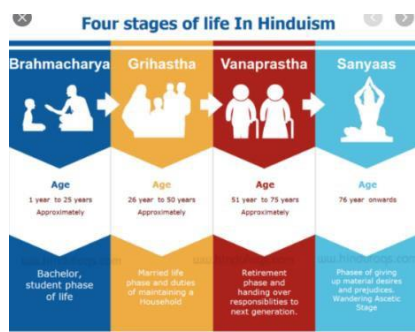 Four stages of life In Hinduism
Brahmacharya
Grihastha
Vanaprastha
Sanyaas
Age
1 year to 25 years
Approximately
Age
26 year to 50 years
Approximately
Age
51 year to 75 years
Approximately
Age
76 year onwards
Bachelor,
student phase
of life
Married life
phase and duties
of maintaining a
Household
Retirement
phase and
handing over
responsiblities to
next generation.
Phasee of giving
up material desires
and prejudices.
Wandering Ascetic
Stage